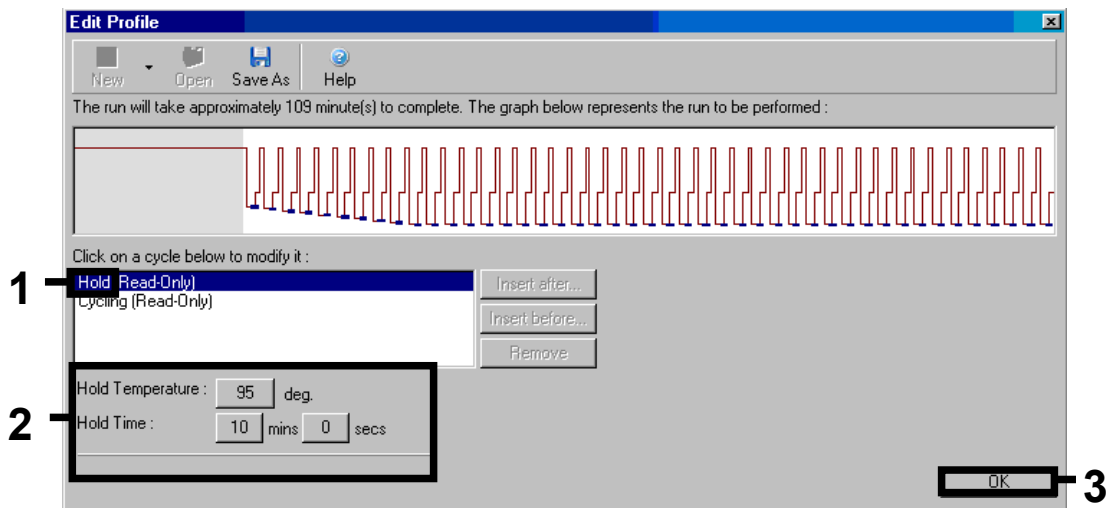 Edit Profile
New Open Save As Help
The run will take approximately 109 minute(s) to complete. The graph below represents the run to be performed :
Click on a cycle below to modify it :
1 Hold (Read-Only) Insert after...
Cycling (Read-Only)
Insert before...
Remove
Hold Temperature : 95 deg.
2 Hold Time : 10 mins 0 secs
OK 3